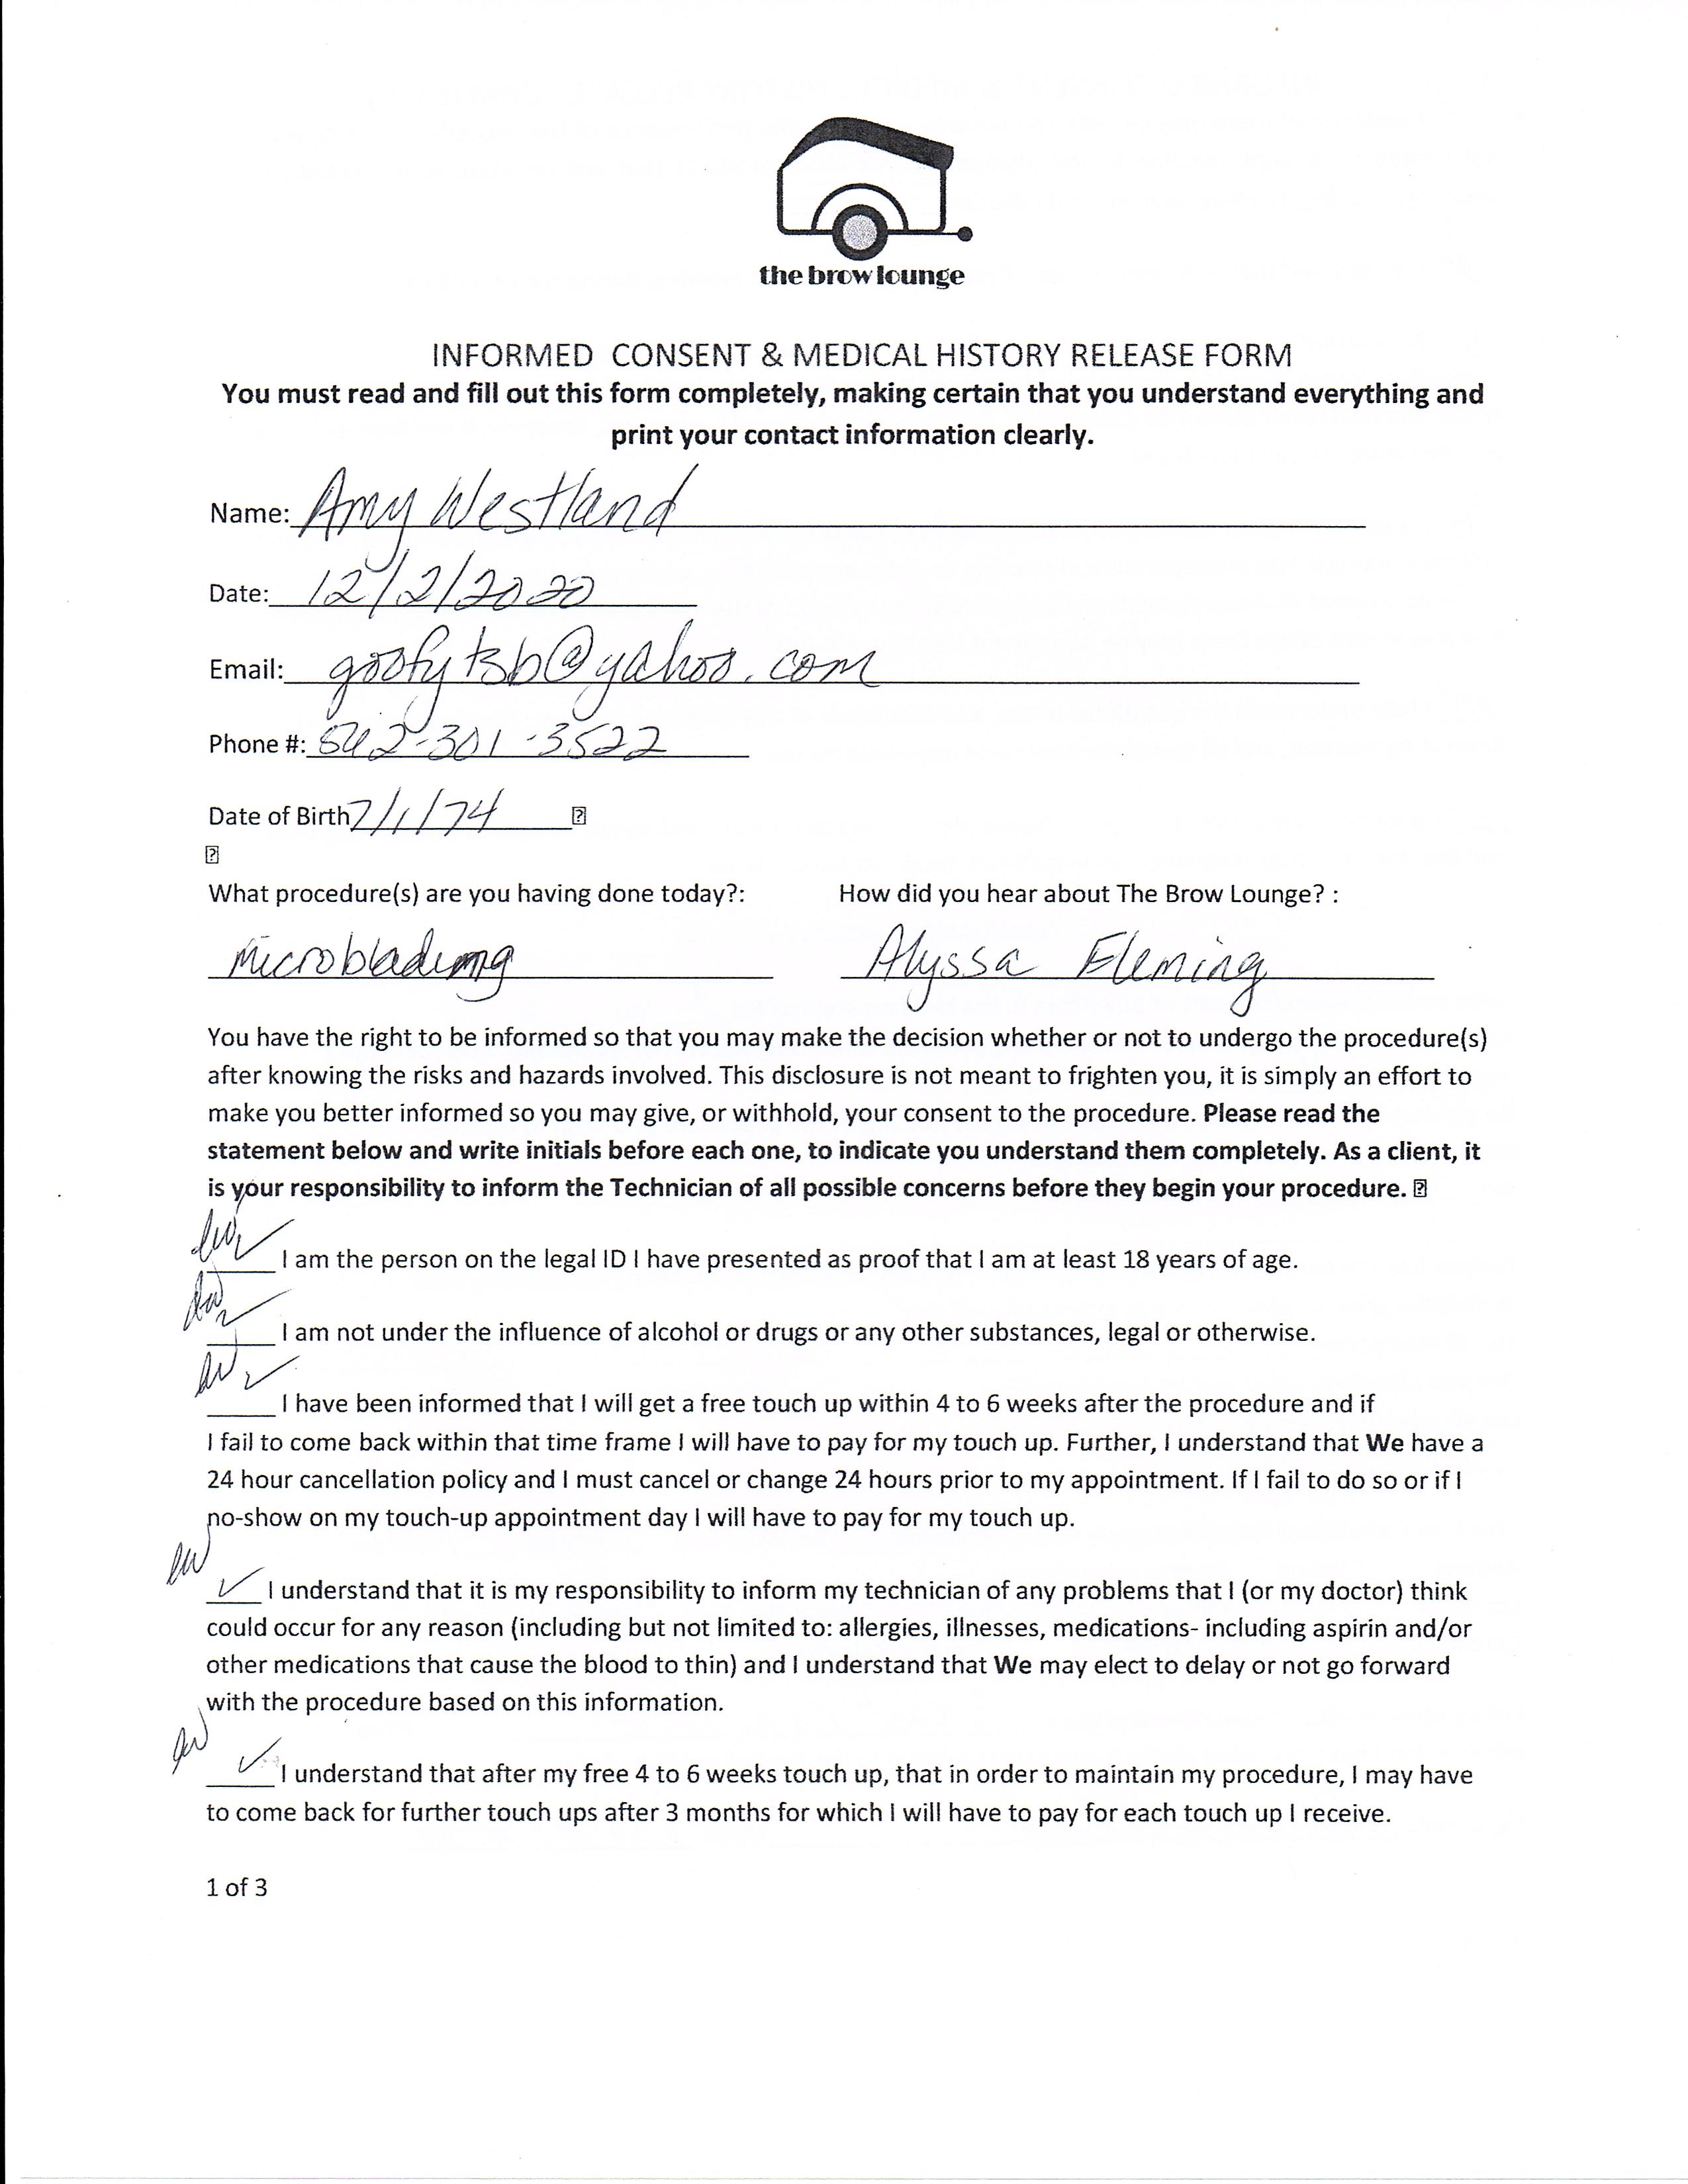 the brow lounge
INFORMED CONSENT & MEDICAL HISTORY RELEASE FORM
You must read and fill out this form completely, making certain that you understand everything and
print your contact information clearly.
Name: Amy Westland
Date: 12/2/2020
Email: goofytsb@yahoo.com
Phone #: 562-301-3522
Date of Birth 7/1/74
What procedure(s) are you having done today?: How did you hear about The Brow Lounge? :
Microblading Alyssa Fleming
You have the right to be informed so that you may make the decision whether or not to undergo the procedure(s)
after knowing the risks and hazards involved. This disclosure is not meant to frighten you, it is simply an effort to
make you better informed so you may give, or withhold, your consent to the procedure. Please read the
statement below and write initials before each one, to indicate you understand them completely. As a client, it
is your responsibility to inform the Technician of all possible concerns before they begin your procedure.
aw ✓ I am the person on the legal ID I have presented as proof that I am at least 18 years of age.
aw ✓ I am not under the influence of alcohol or drugs or any other substances, legal or otherwise.
aw ✓ I have been informed that I will get a free touch up within 4 to 6 weeks after the procedure and if
I fail to come back within that time frame I will have to pay for my touch up. Further, I understand that We have a
24 hour cancellation policy and I must cancel or change 24 hours prior to my appointment. If I fail to do so or if I
no-show on my touch-up appointment day I will have to pay for my touch up.
aw ✓ I understand that it is my responsibility to inform my technician of any problems that I (or my doctor) think
could occur for any reason (including but not limited to: allergies, illnesses, medications- including aspirin and/or
other medications that cause the blood to thin) and I understand that We may elect to delay or not go forward
with the procedure based on this information.
aw ✓ I understand that after my free 4 to 6 weeks touch up, that in order to maintain my procedure, I may have
to come back for further touch ups after 3 months for which I will have to pay for each touch up I receive.
1 of 3